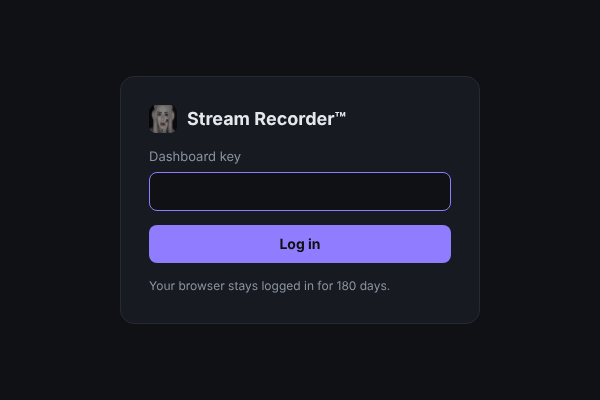 Stream Recorder™
Dashboard key
Log in
Your browser stays logged in for 180 days.